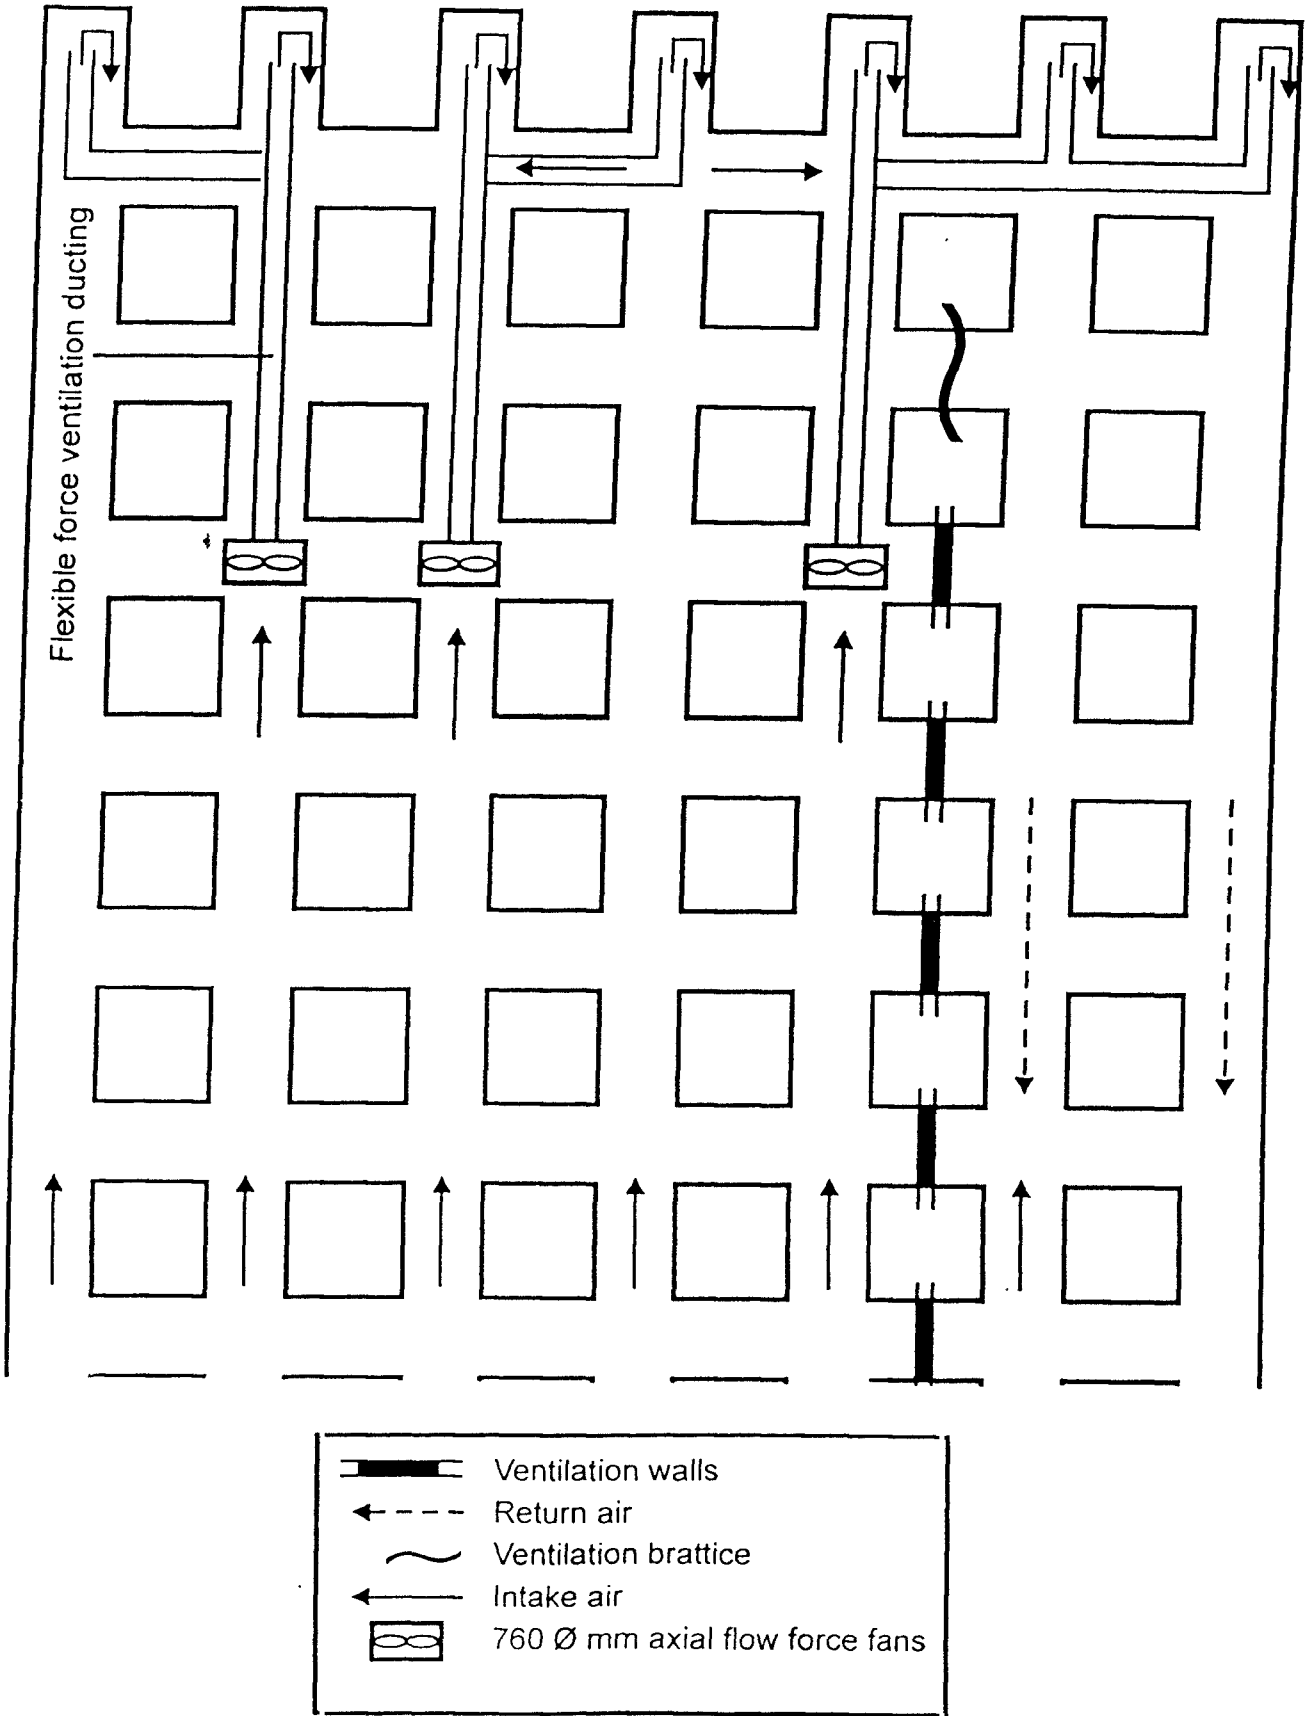 Flexible force ventilation ducting
Ventilation walls
Return air
Ventilation brattice
Intake air
760 Ø mm axial flow force fans